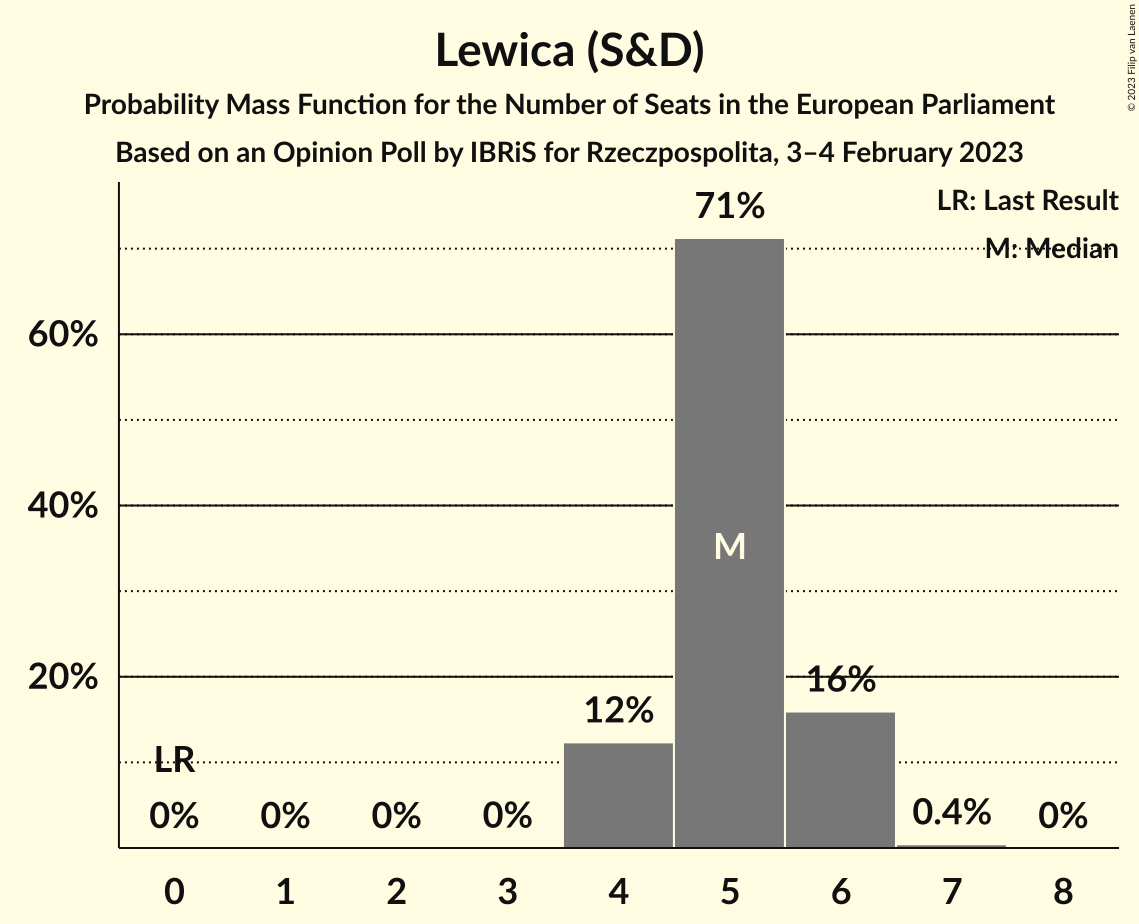 Lewica (S&D)
Probability Mass Function for the Number of Seats in the European Parliament
Based on an Opinion Poll by IBRiS for Rzeczpospolita, 3–4 February 2023
© 2023 Filip van Laenen
LR: Last Result
M: Median
71%
60%
40%
M
20%
16%
12%
LR
0%
0%
0%
0%
0.4%
0%
0 1 2 3 4 5 6 7 8